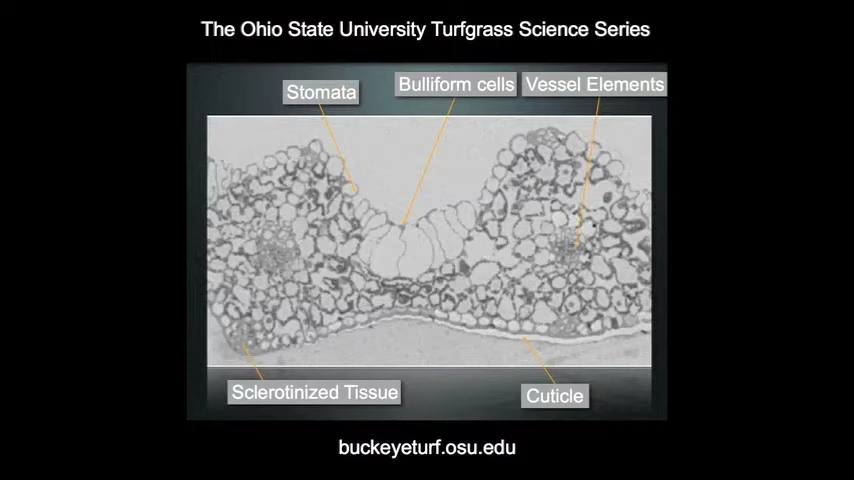 The Ohio State University Turfgrass Science Series
Stomata
Bulliform cells
Vessel Elements
Sclerotinized Tissue
Cuticle
buckeyeturf.osu.edu